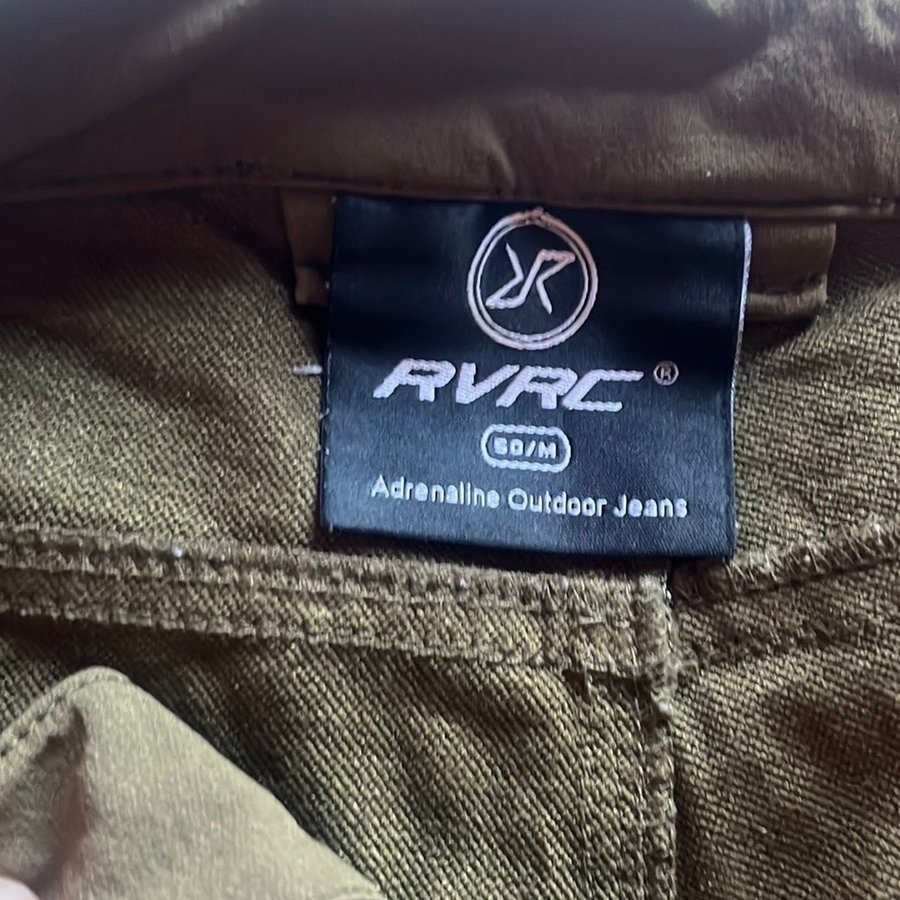 RVRC®
50/M
Adrenaline Outdoor Jeans